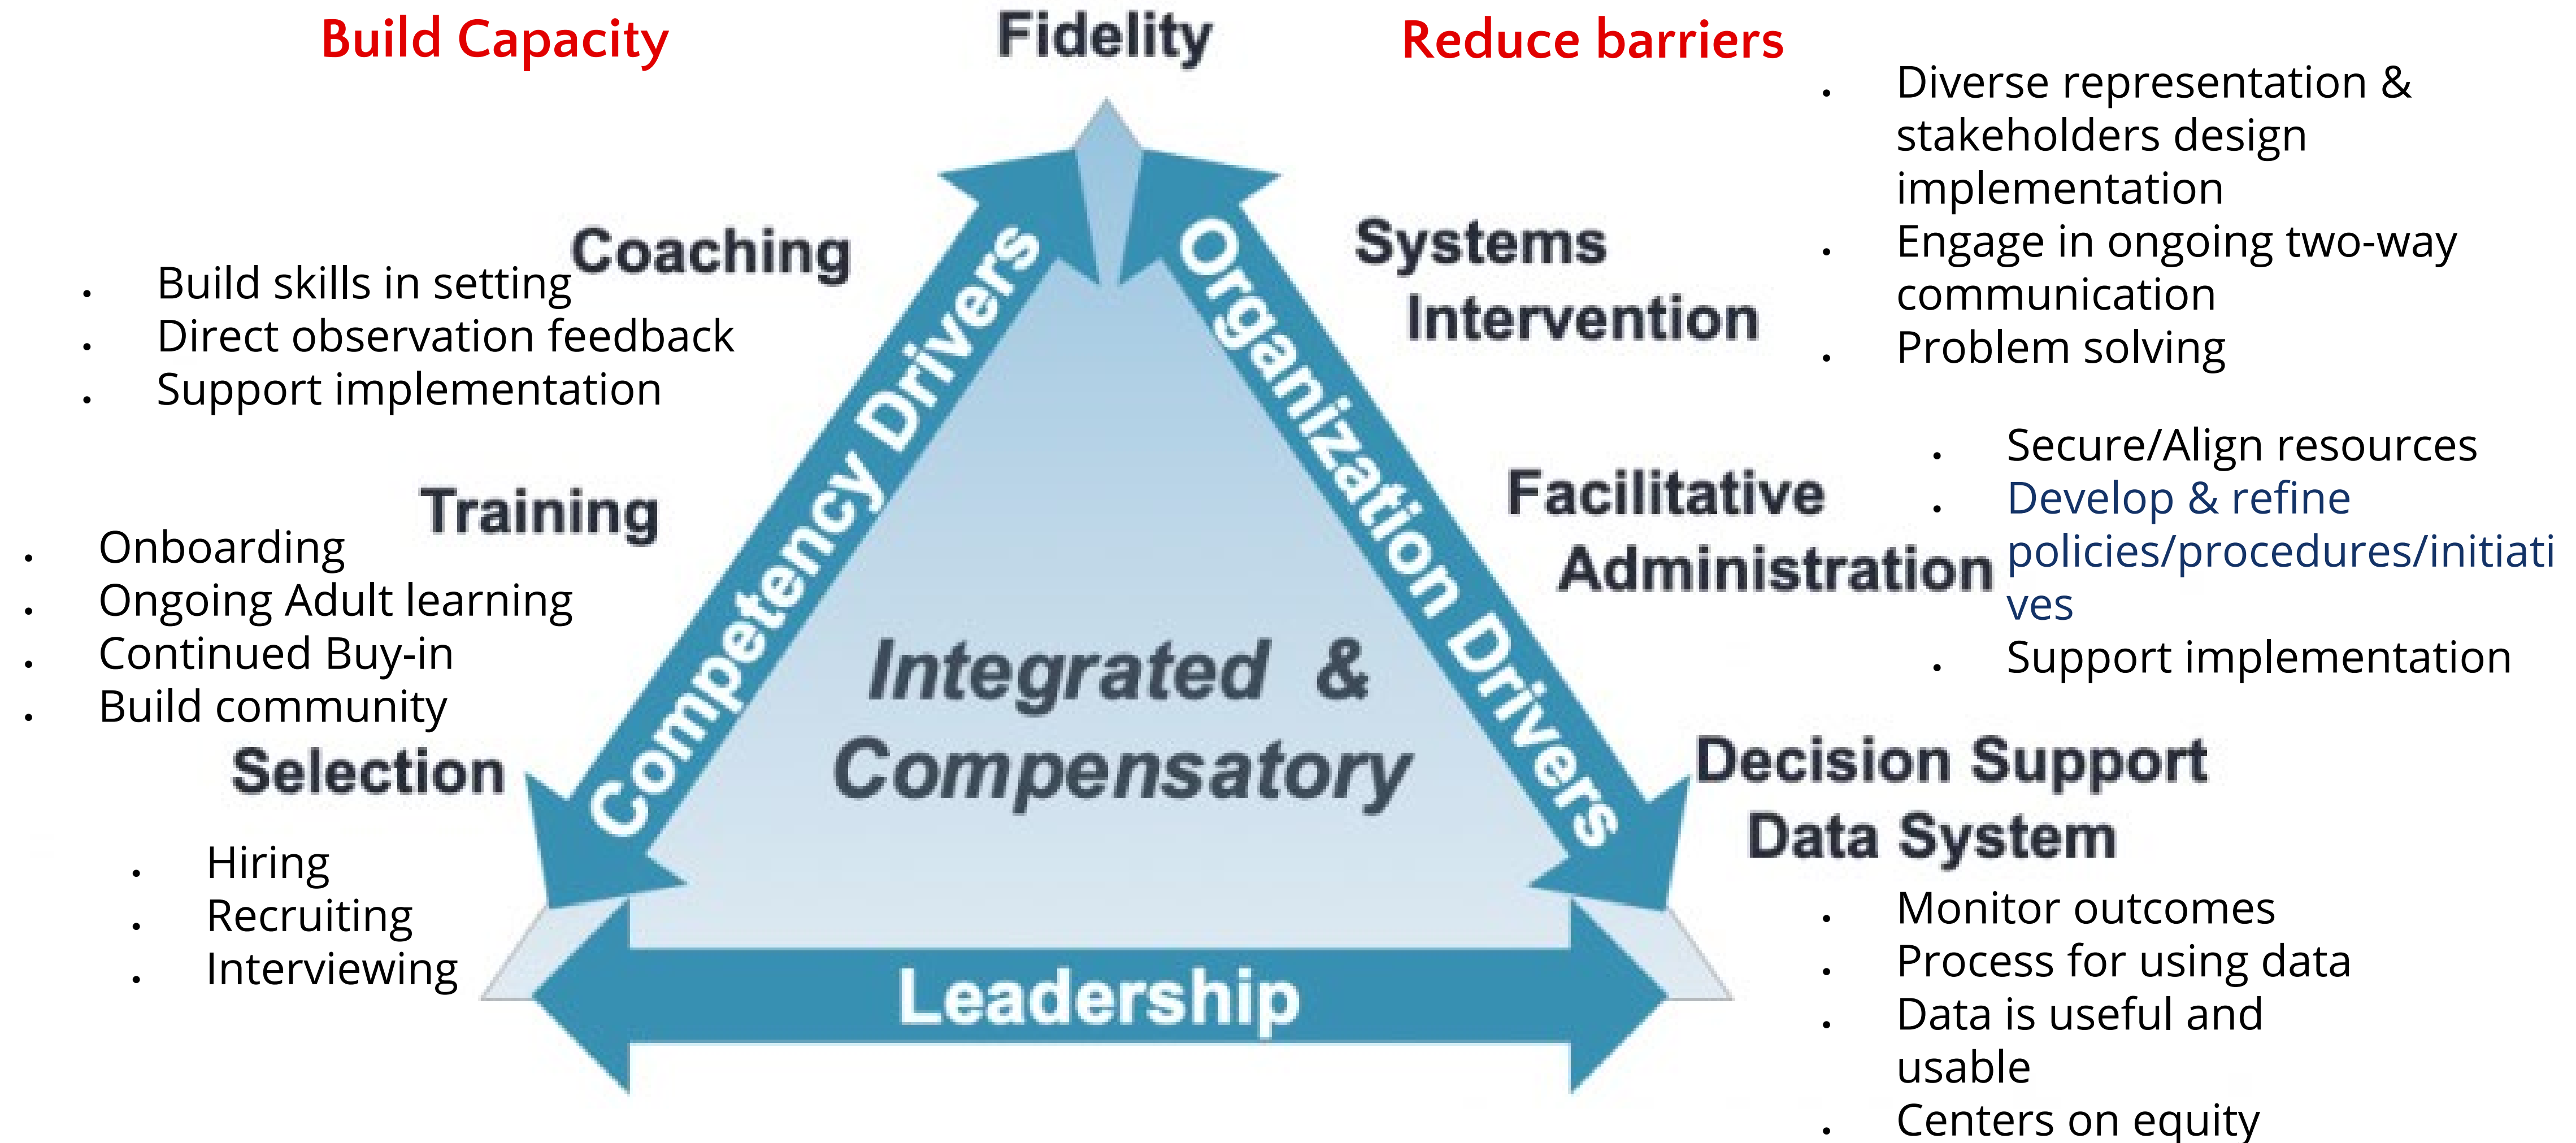 Build Capacity
Fidelity
Reduce barriers
Coaching
. Build skills in setting
. Direct observation feedback
. Support implementation
Training
. Onboarding
. Ongoing Adult learning
. Continued Buy-in
. Build community
Selection
. Hiring
. Recruiting
. Interviewing
Competency Drivers
Organization Drivers
Integrated &
Compensatory
Leadership
Systems
Intervention
. Diverse representation &
stakeholders design
implementation
. Engage in ongoing two-way
communication
. Problem solving
Facilitative
Administration
. Secure/Align resources
. Develop & refine
policies/procedures/initiati
ves
. Support implementation
Decision Support
Data System
. Monitor outcomes
. Process for using data
. Data is useful and
usable
. Centers on equity